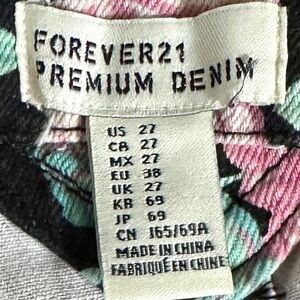 FOREVER21
PREMIUM DENIM
US 27
CA 27
MX 27
EU 38
UK 27
KR 69
JP 69
CN 165/69A
MADE IN CHINA
FABRIQUÉ EN CHINE